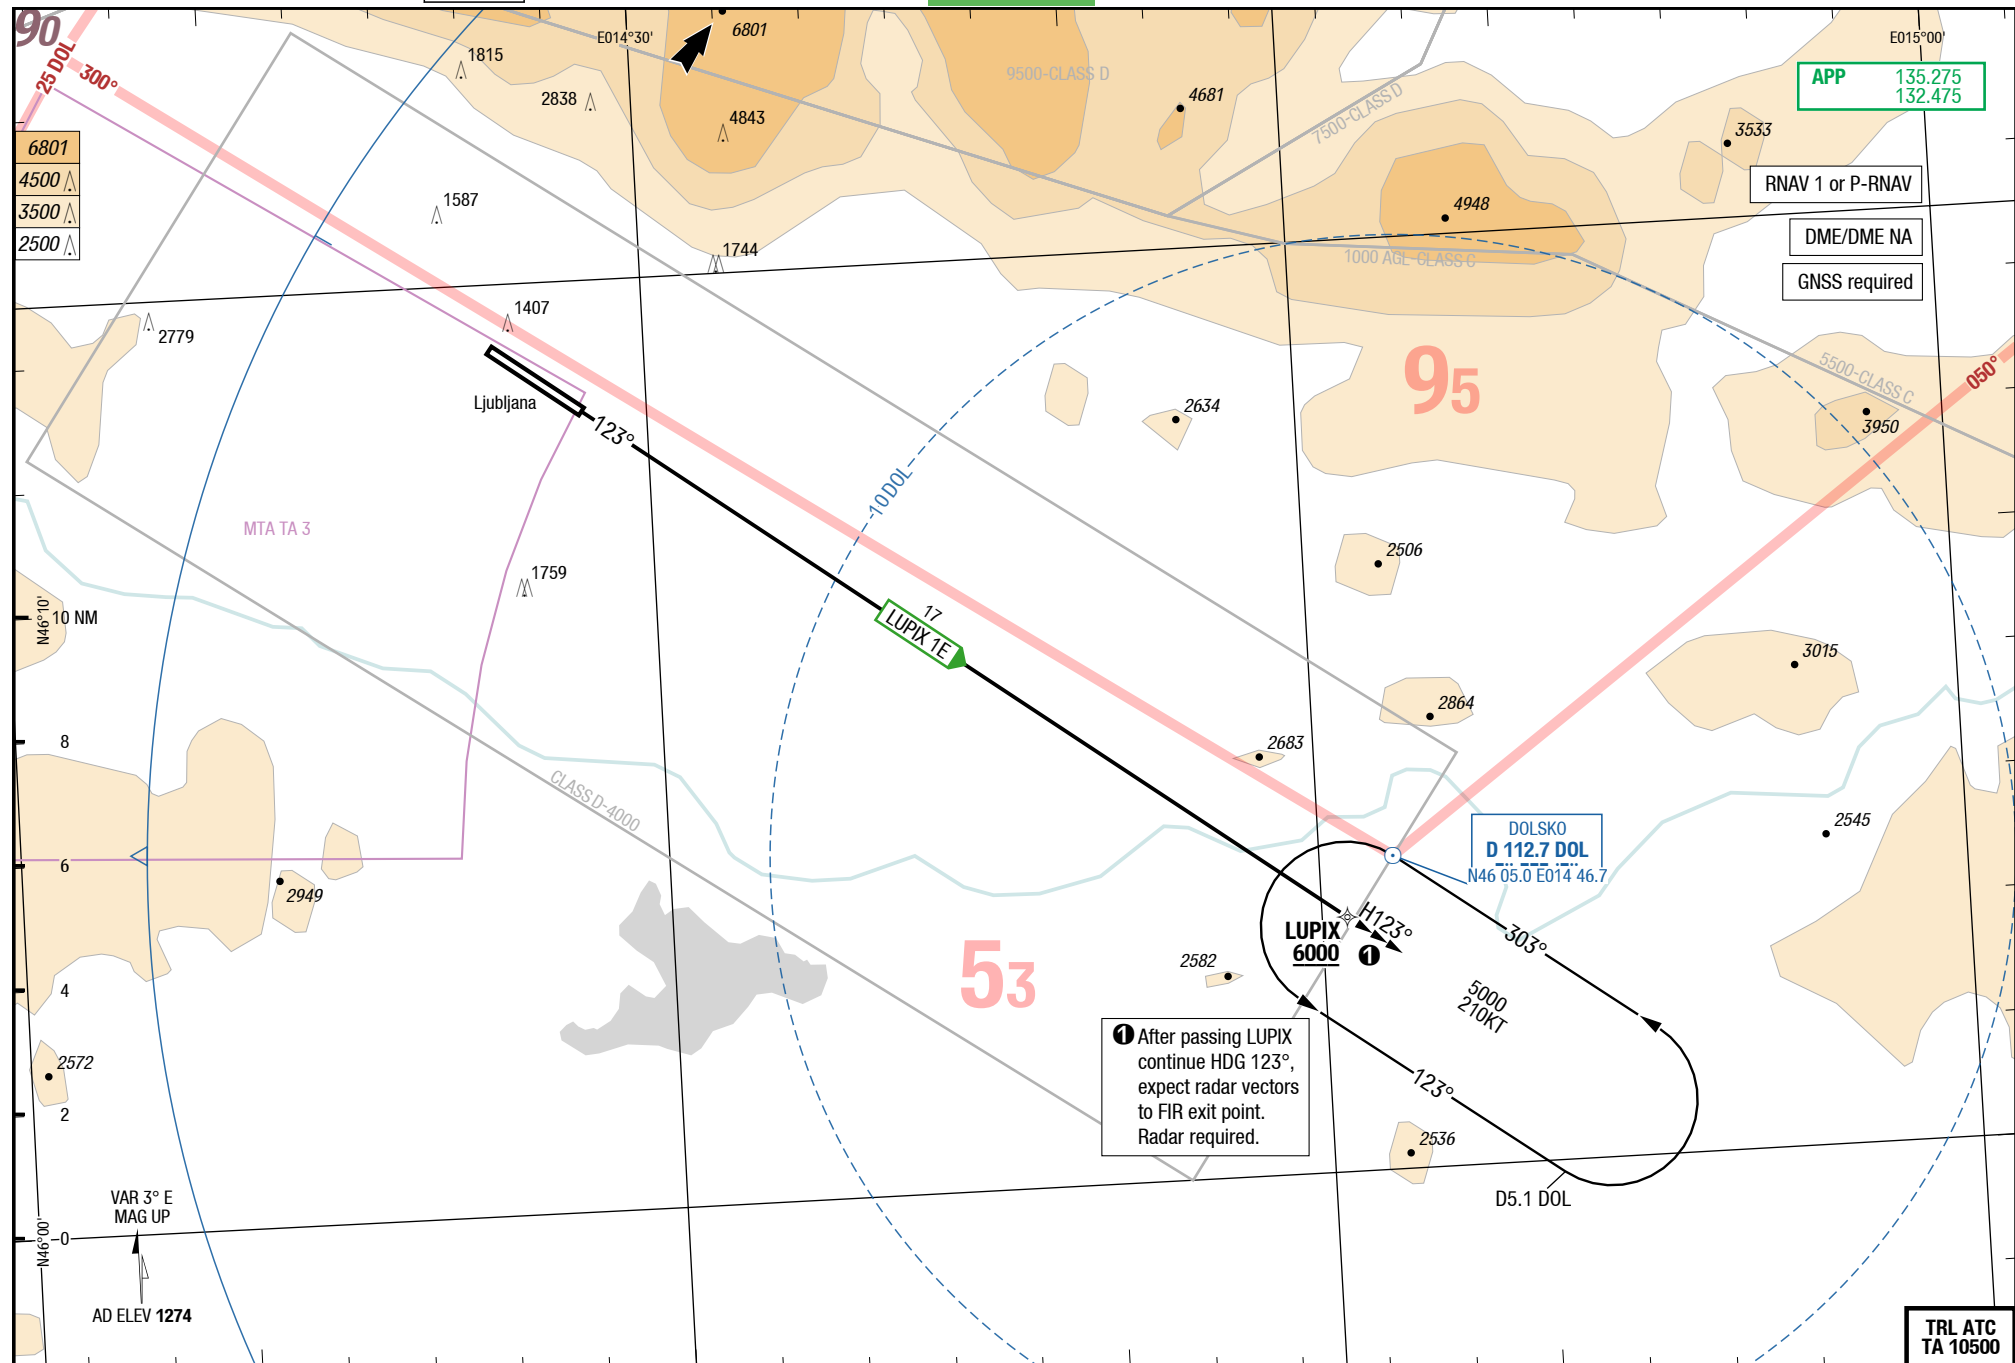 90
25 DOL
300°
6801
4500
3500
2500
1815
2838
E014°30'
6801
4843
9500-CLASS D
4681
7500-CLASS D
E015°00'
APP 135.275
132.475
3533
RNAV 1 or P-RNAV
DME/DME NA
GNSS required
1587
1744
4948
1000 AGL-CLASS C
2779
1407
Ljubljana
123°
2634
95
5500-CLASS C
050°
3950
10 DOL
MTA TA 3
1759
2506
N46°10'
10 NM
17
LUPIX 1E
3015
2864
2683
8
CLASS D-4000
DOLSKO
D 112.7 DOL
N46 05.0 E014 46.7
2545
6
2949
H123°
LUPIX
6000
1
303°
53
2582
5000
210KT
4
1 After passing LUPIX
continue HDG 123°,
expect radar vectors
to FIR exit point.
Radar required.
2572
123°
2
2536
D5.1 DOL
VAR 3° E
MAG UP
N46°00'
0
AD ELEV 1274
TRL ATC
TA 10500